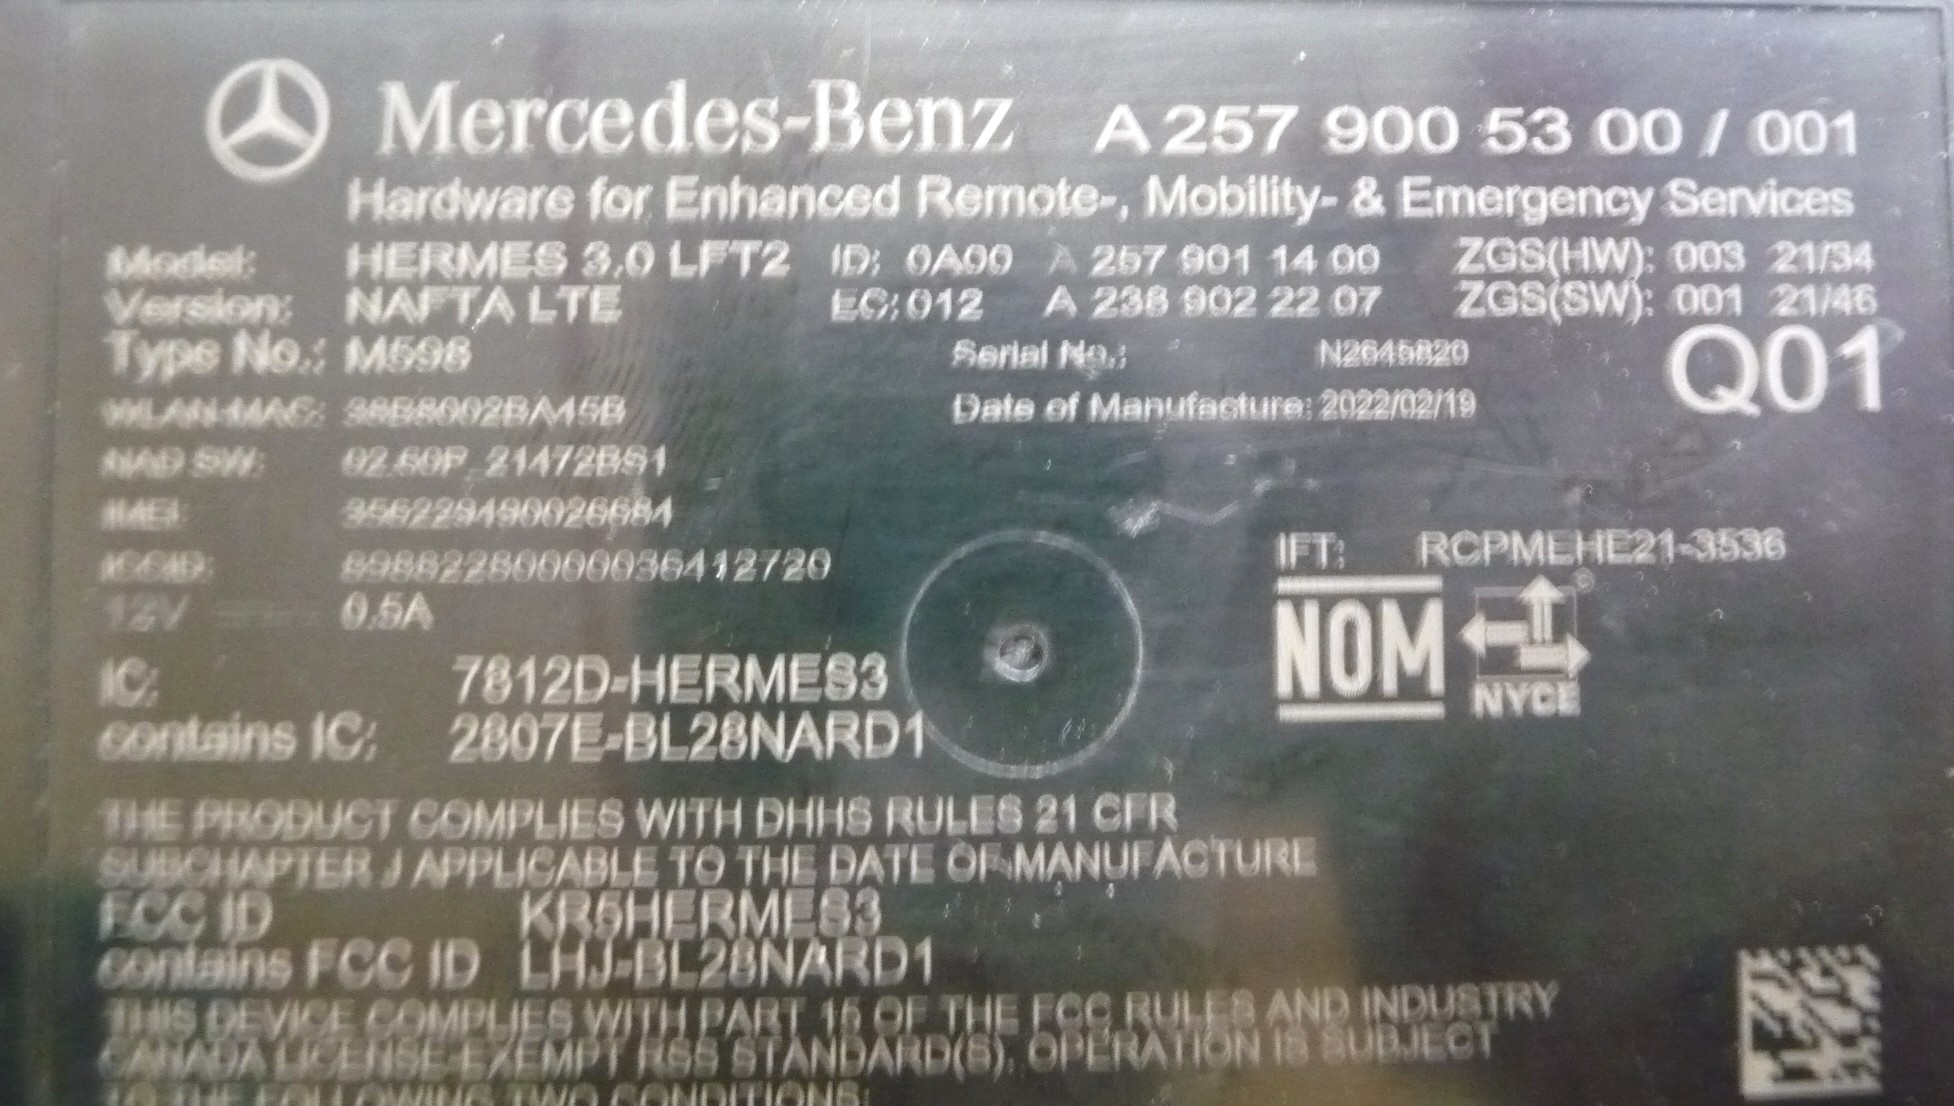 Mercedes-Benz A 257 900 53 00 / 001
Hardware for Enhanced Remote-, Mobility- & Emergency Services
Model: HERMES 3.0 LFT2 ID: 0A00 A 257 901 14 00 ZGS(HW): 003 21/34
Version: NAFTA LTE EC: 012 A 238 902 22 07 ZGS(SW): 001 21/46
Type No.: M598 Serial No.: N2645820 Q01
WLAN-MAC: 38B8002BA45B Date of Manufacture: 2022/02/19
NAD SW: 02.60P_21472BS1
IMEI: 356229490026684
ICCID: 89882280000036412720
12V 0.5A
IFT: RCPMEHE21-3536
NOM NYCE
IC: 7812D-HERMES3
contains IC: 2807E-BL28NARD1
THE PRODUCT COMPLIES WITH DHHS RULES 21 CFR
SUBCHAPTER J APPLICABLE TO THE DATE OF MANUFACTURE
FCC ID KR5HERMES3
contains FCC ID LHJ-BL28NARD1
THIS DEVICE COMPLIES WITH PART 15 OF THE FCC RULES AND INDUSTRY
CANADA LICENSE-EXEMPT RSS STANDARD(S). OPERATION IS SUBJECT
TO THE FOLLOWING TWO CONDITIONS: